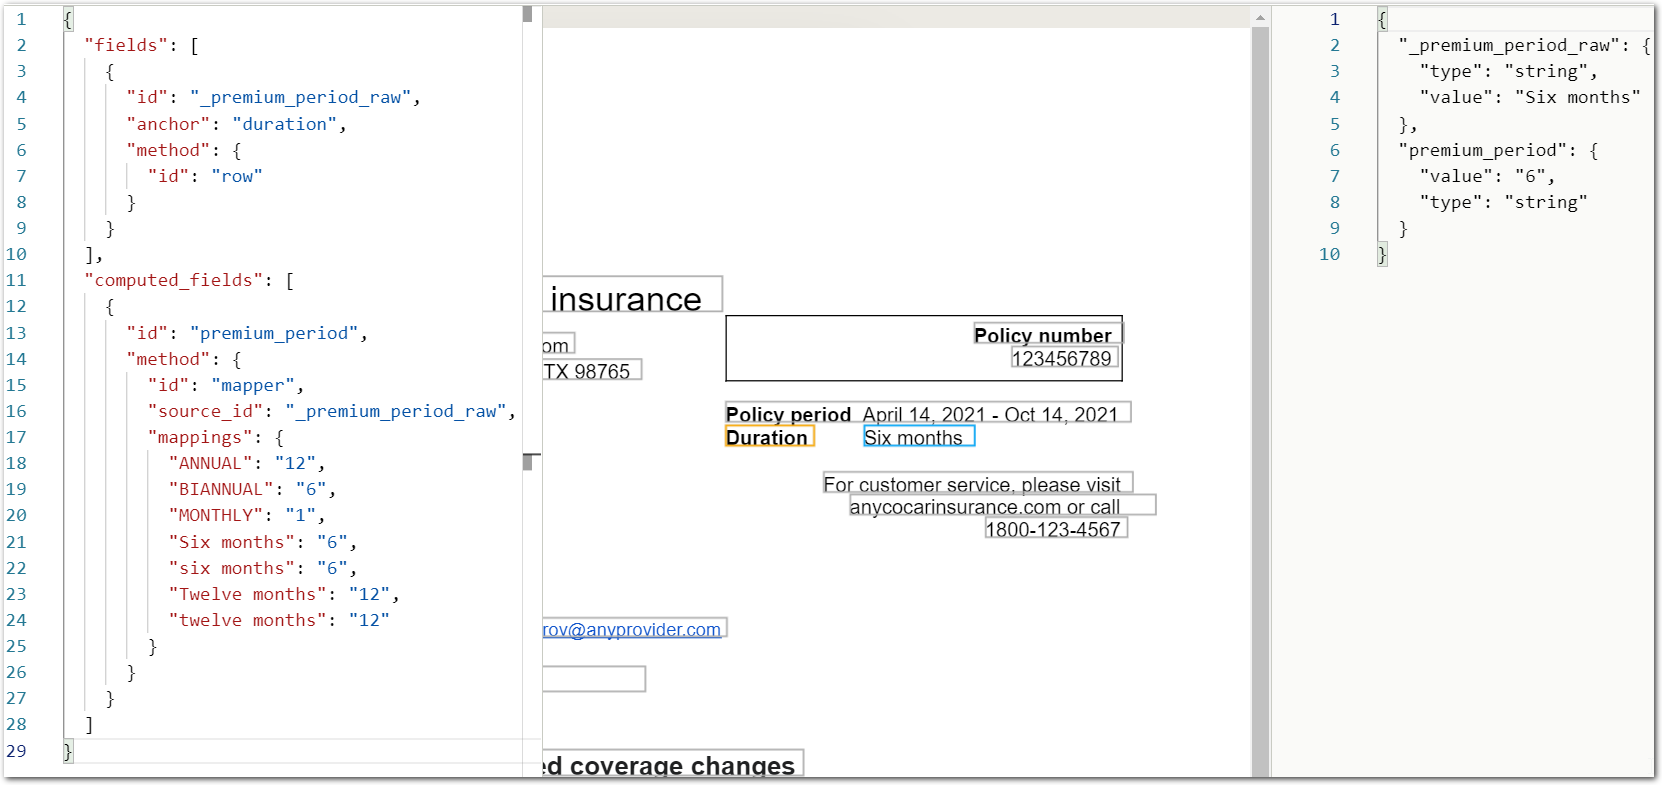 1 {
2 "fields": [
3 {
4 "id": "_premium_period_raw",
5 "anchor": "duration",
6 "method": {
7 "id": "row"
8 }
9 }
10 ],
11 "computed_fields": [
12 {
13 "id": "premium_period",
14 "method": {
15 "id": "mapper",
16 "source_id": "_premium_period_raw",
17 "mappings": {
18 "ANNUAL": "12",
19 "BIANNUAL": "6",
20 "MONTHLY": "1",
21 "Six months": "6",
22 "six months": "6",
23 "Twelve months": "12",
24 "twelve months": "12"
25 }
26 }
27 }
28 ]
29 }
insurance
om
TX 98765
Policy number
123456789
Policy period April 14, 2021 - Oct 14, 2021
Duration Six months
For customer service, please visit
anycocarinsurance.com or call
1800-123-4567
rov@anyprovider.com
ed coverage changes
1 {
2 "_premium_period_raw": {
3 "type": "string",
4 "value": "Six months"
5 },
6 "premium_period": {
7 "value": "6",
8 "type": "string"
9 }
10 }